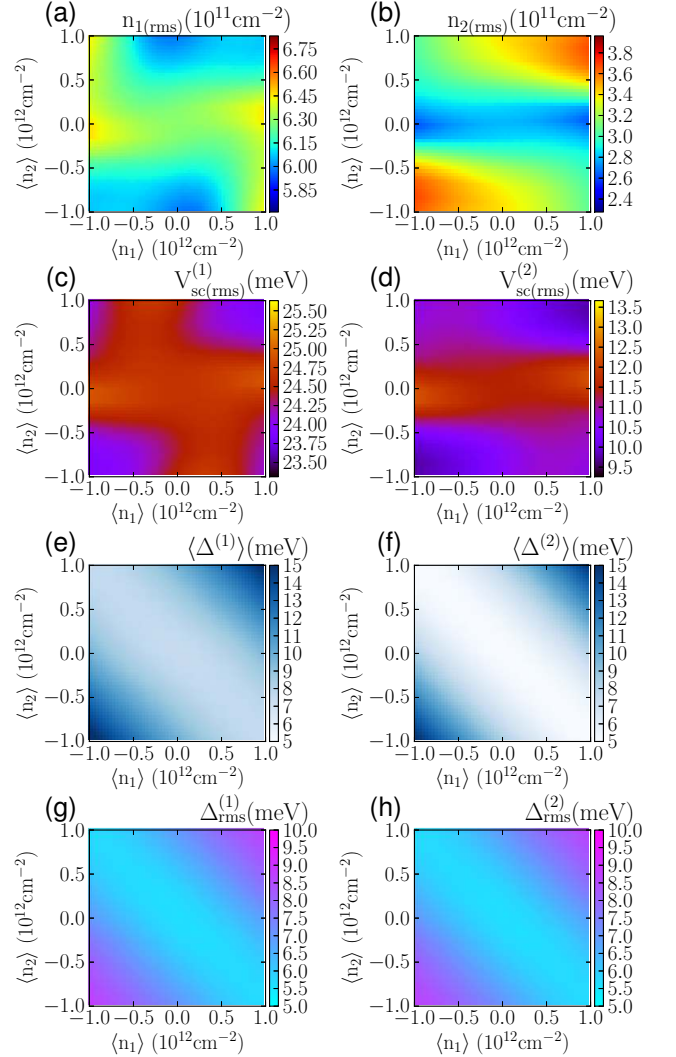 (a) n₁₍rms₎(10¹¹cm⁻²) (b) n₂₍rms₎(10¹¹cm⁻²)
⟨n₂⟩ (10¹²cm⁻²) 1.0 0.5 0.0 −0.5 −1.0
−1.0 −0.5 0.0 0.5 1.0
⟨n₁⟩ (10¹²cm⁻²)
6.75 6.60 6.45 6.30 6.15 6.00 5.85
⟨n₂⟩ (10¹²cm⁻²) 1.0 0.5 0.0 −0.5 −1.0
−1.0 −0.5 0.0 0.5 1.0
⟨n₁⟩ (10¹²cm⁻²)
3.8 3.6 3.4 3.2 3.0 2.8 2.6 2.4
(c) V⁽¹⁾sc(rms)(meV) (d) V⁽²⁾sc(rms)(meV)
⟨n₂⟩ (10¹²cm⁻²) 1.0 0.5 0.0 −0.5 −1.0
−1.0 −0.5 0.0 0.5 1.0
⟨n₁⟩ (10¹²cm⁻²)
25.50 25.25 25.00 24.75 24.50 24.25 24.00 23.75 23.50
⟨n₂⟩ (10¹²cm⁻²) 1.0 0.5 0.0 −0.5 −1.0
−1.0 −0.5 0.0 0.5 1.0
⟨n₁⟩ (10¹²cm⁻²)
13.5 13.0 12.5 12.0 11.5 11.0 10.5 10.0 9.5
(e) ⟨Δ⁽¹⁾⟩(meV) (f) ⟨Δ⁽²⁾⟩(meV)
⟨n₂⟩ (10¹²cm⁻²) 1.0 0.5 0.0 −0.5 −1.0
−1.0 −0.5 0.0 0.5 1.0
⟨n₁⟩ (10¹²cm⁻²)
15 14 13 12 11 10 9 8 7 6 5
⟨n₂⟩ (10¹²cm⁻²) 1.0 0.5 0.0 −0.5 −1.0
−1.0 −0.5 0.0 0.5 1.0
⟨n₁⟩ (10¹²cm⁻²)
15 14 13 12 11 10 9 8 7 6 5
(g) Δ⁽¹⁾rms(meV) (h) Δ⁽²⁾rms(meV)
⟨n₂⟩ (10¹²cm⁻²) 1.0 0.5 0.0 −0.5 −1.0
−1.0 −0.5 0.0 0.5 1.0
⟨n₁⟩ (10¹²cm⁻²)
10.0 9.5 9.0 8.5 8.0 7.5 7.0 6.5 6.0 5.5 5.0
⟨n₂⟩ (10¹²cm⁻²) 1.0 0.5 0.0 −0.5 −1.0
−1.0 −0.5 0.0 0.5 1.0
⟨n₁⟩ (10¹²cm⁻²)
10.0 9.5 9.0 8.5 8.0 7.5 7.0 6.5 6.0 5.5 5.0